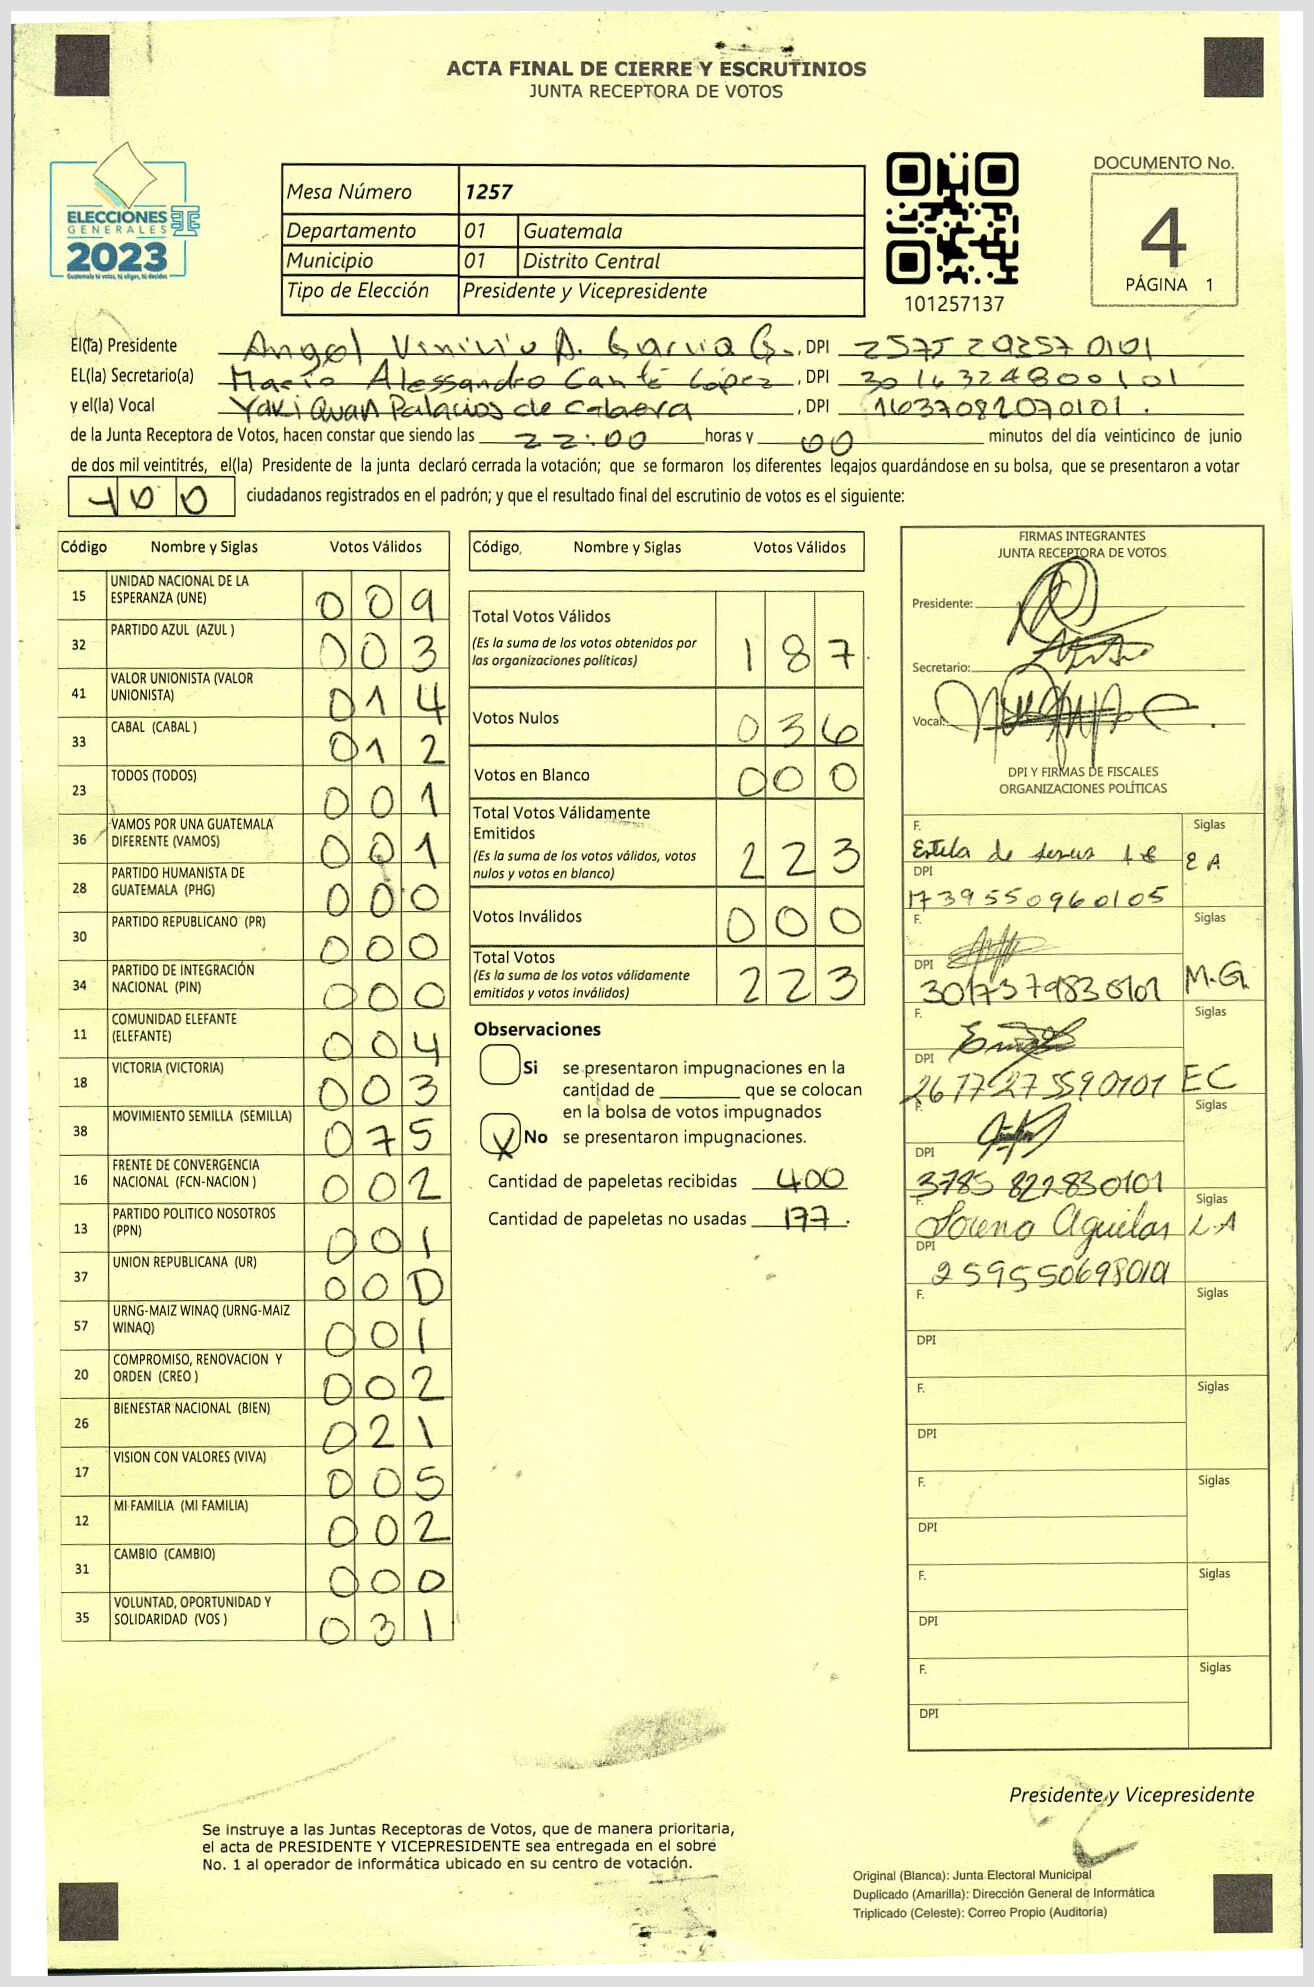 ACTA FINAL DE CIERRE Y ESCRUTINIOS
JUNTA RECEPTORA DE VOTOS
ELECCIONES
GENERALES
2023
Guatemala tú votas, tú eliges, tú decides
Mesa Número 1257
Departamento 01 Guatemala
Municipio 01 Distrito Central
Tipo de Elección Presidente y Vicepresidente
101257137
DOCUMENTO No.
4
PÁGINA 1
El(la) Presidente Angel Vinicio A. Garcia G. , DPI 2575 20257 0101
EL(la) Secretario(a) Mario Alessandro Canté López , DPI 3016324800101
y el(la) Vocal Yaki Quan Palacios de Cabrera , DPI 1637082070101.
de la Junta Receptora de Votos, hacen constar que siendo las 22:00 horas y 00 minutos del día veinticinco de junio
de dos mil veintitrés, el(la) Presidente de la junta declaró cerrada la votación; que se formaron los diferentes legajos guardándose en su bolsa, que se presentaron a votar
400 ciudadanos registrados en el padrón; y que el resultado final del escrutinio de votos es el siguiente:
Código Nombre y Siglas Votos Válidos
15 UNIDAD NACIONAL DE LA ESPERANZA (UNE) 009
32 PARTIDO AZUL (AZUL ) 003
41 VALOR UNIONISTA (VALOR UNIONISTA) 014
33 CABAL (CABAL ) 012
23 TODOS (TODOS) 001
36 VAMOS POR UNA GUATEMALA DIFERENTE (VAMOS) 001
28 PARTIDO HUMANISTA DE GUATEMALA (PHG) 000
30 PARTIDO REPUBLICANO (PR) 000
34 PARTIDO DE INTEGRACIÓN NACIONAL (PIN) 000
11 COMUNIDAD ELEFANTE (ELEFANTE) 004
18 VICTORIA (VICTORIA) 003
38 MOVIMIENTO SEMILLA (SEMILLA) 075
16 FRENTE DE CONVERGENCIA NACIONAL (FCN-NACION ) 002
13 PARTIDO POLITICO NOSOTROS (PPN) 001
37 UNION REPUBLICANA (UR) 000
57 URNG-MAIZ WINAQ (URNG-MAIZ WINAQ) 001
20 COMPROMISO, RENOVACION Y ORDEN (CREO ) 002
26 BIENESTAR NACIONAL (BIEN) 021
17 VISION CON VALORES (VIVA) 005
12 MI FAMILIA (MI FAMILIA) 002
31 CAMBIO (CAMBIO) 000
35 VOLUNTAD, OPORTUNIDAD Y SOLIDARIDAD (VOS ) 031
Código Nombre y Siglas Votos Válidos
Total Votos Válidos 187
(Es la suma de los votos obtenidos por
las organizaciones políticas)
Votos Nulos 036
Votos en Blanco 000
Total Votos Válidamente
Emitidos 223
(Es la suma de los votos válidos, votos
nulos y votos en blanco)
Votos Inválidos 000
Total Votos 223
(Es la suma de los votos válidamente
emitidos y votos inválidos)
Observaciones
Si se presentaron impugnaciones en la
cantidad de ________ que se colocan
en la bolsa de votos impugnados
X No se presentaron impugnaciones.
Cantidad de papeletas recibidas 400
Cantidad de papeletas no usadas 177.
FIRMAS INTEGRANTES
JUNTA RECEPTORA DE VOTOS
Presidente:
Secretario:
Vocal:
DPI Y FIRMAS DE FISCALES
ORGANIZACIONES POLÍTICAS
F. Estela de Siglas
EA
DPI
1739550960105
F. Siglas
M.G.
DPI
3017379830101
F. Siglas
EC
DPI
2617727559 0101
F. Siglas
DPI
3785 822830101
F. Lorena Aguilar Siglas
L.A
DPI
2595506980101
F. Siglas
DPI
F. Siglas
DPI
F. Siglas
DPI
F. Siglas
DPI
F. Siglas
DPI
Presidente y Vicepresidente
Se instruye a las Juntas Receptoras de Votos, que de manera prioritaria,
el acta de PRESIDENTE Y VICEPRESIDENTE sea entregada en el sobre
No. 1 al operador de informática ubicado en su centro de votación.
Original (Blanca): Junta Electoral Municipal
Duplicado (Amarilla): Dirección General de Informática
Triplicado (Celeste): Correo Propio (Auditoría)